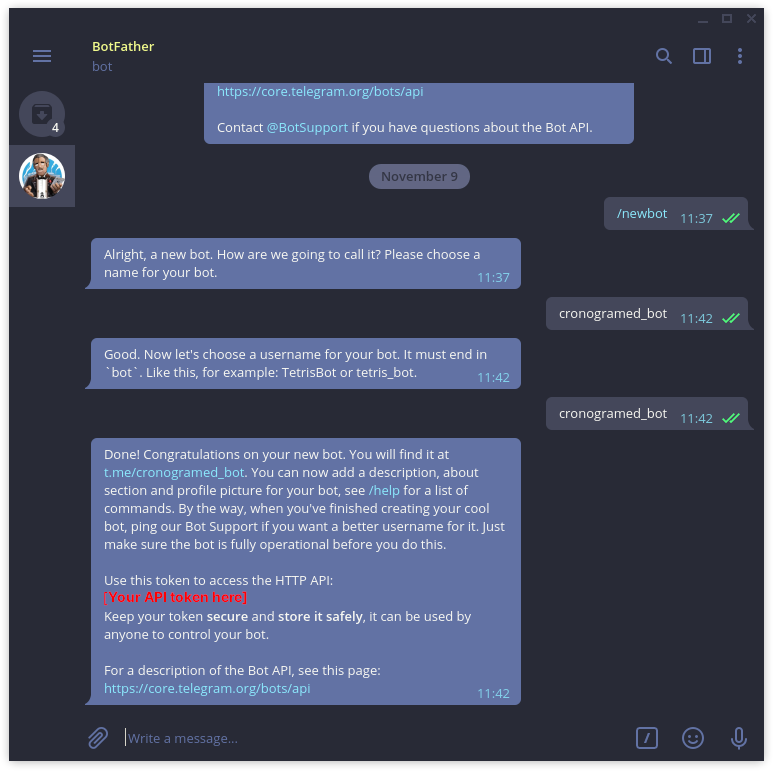 BotFather
bot
4
https://core.telegram.org/bots/api
Contact @BotSupport if you have questions about the Bot API.
November 9
/newbot 11:37
Alright, a new bot. How are we going to call it? Please choose a
name for your bot.
11:37
cronogramed_bot 11:42
Good. Now let's choose a username for your bot. It must end in
`bot`. Like this, for example: TetrisBot or tetris_bot.
11:42
cronogramed_bot 11:42
Done! Congratulations on your new bot. You will find it at
t.me/cronogramed_bot. You can now add a description, about
section and profile picture for your bot, see /help for a list of
commands. By the way, when you've finished creating your cool
bot, ping our Bot Support if you want a better username for it. Just
make sure the bot is fully operational before you do this.
Use this token to access the HTTP API:
[Your API token here]
Keep your token secure and store it safely, it can be used by
anyone to control your bot.
For a description of the Bot API, see this page:
https://core.telegram.org/bots/api
11:42
Write a message...